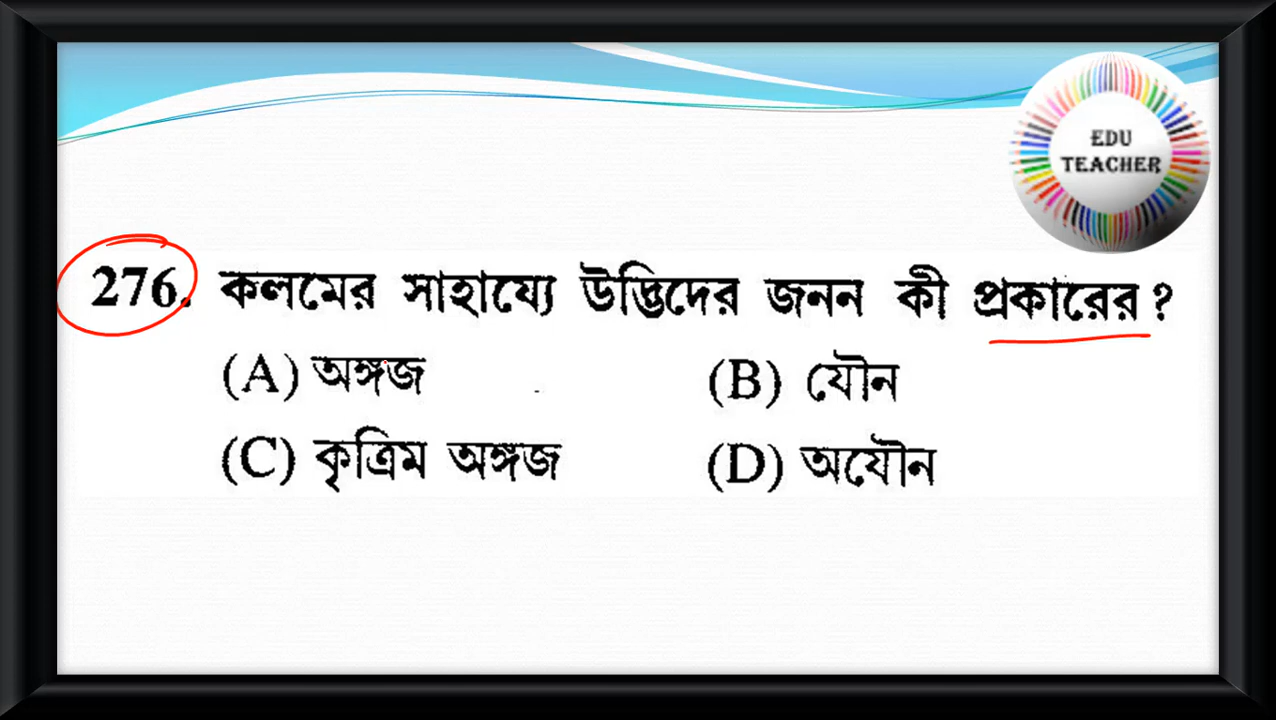 EDU
TEACHER
276. কলমের সাহায্যে উদ্ভিদের জনন কী প্রকারের?
(A) অঙ্গজ (B) যৌন
(C) কৃত্রিম অঙ্গজ (D) অযৌন